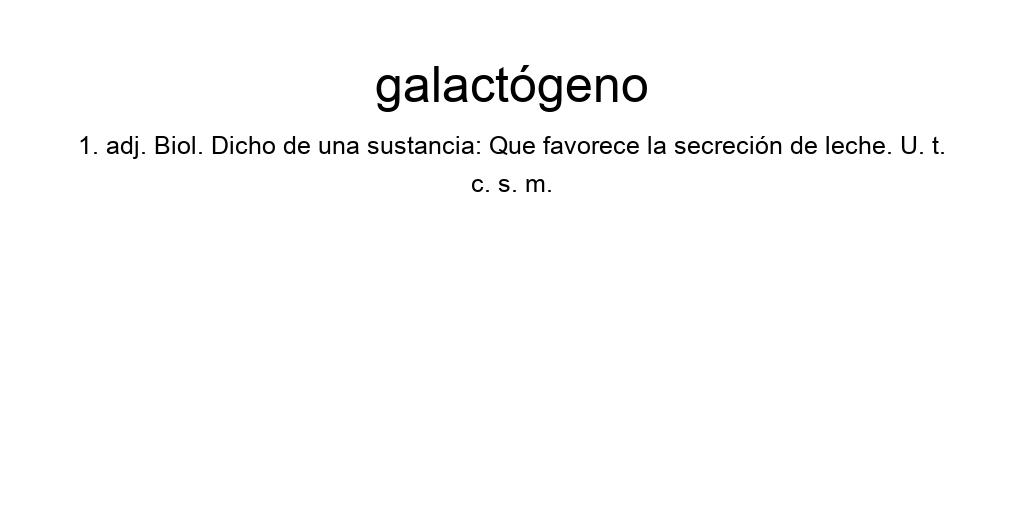 galactógeno
1. adj. Biol. Dicho de una sustancia: Que favorece la secreción de leche. U. t.
c. s. m.